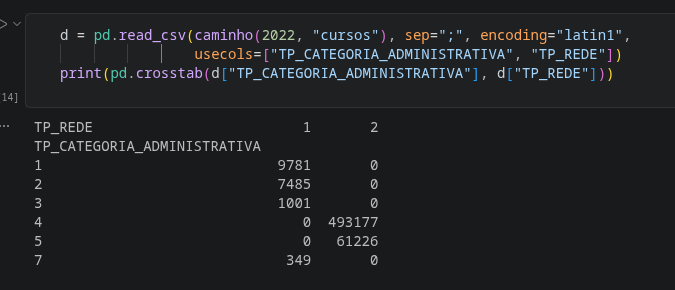 d = pd.read_csv(caminho(2022, "cursos"), sep=";", encoding="latin1",
usecols=["TP_CATEGORIA_ADMINISTRATIVA", "TP_REDE"])
print(pd.crosstab(d["TP_CATEGORIA_ADMINISTRATIVA"], d["TP_REDE"]))
14]
...
TP_REDE 1 2
TP_CATEGORIA_ADMINISTRATIVA
1 9781 0
2 7485 0
3 1001 0
4 0 493177
5 0 61226
7 349 0